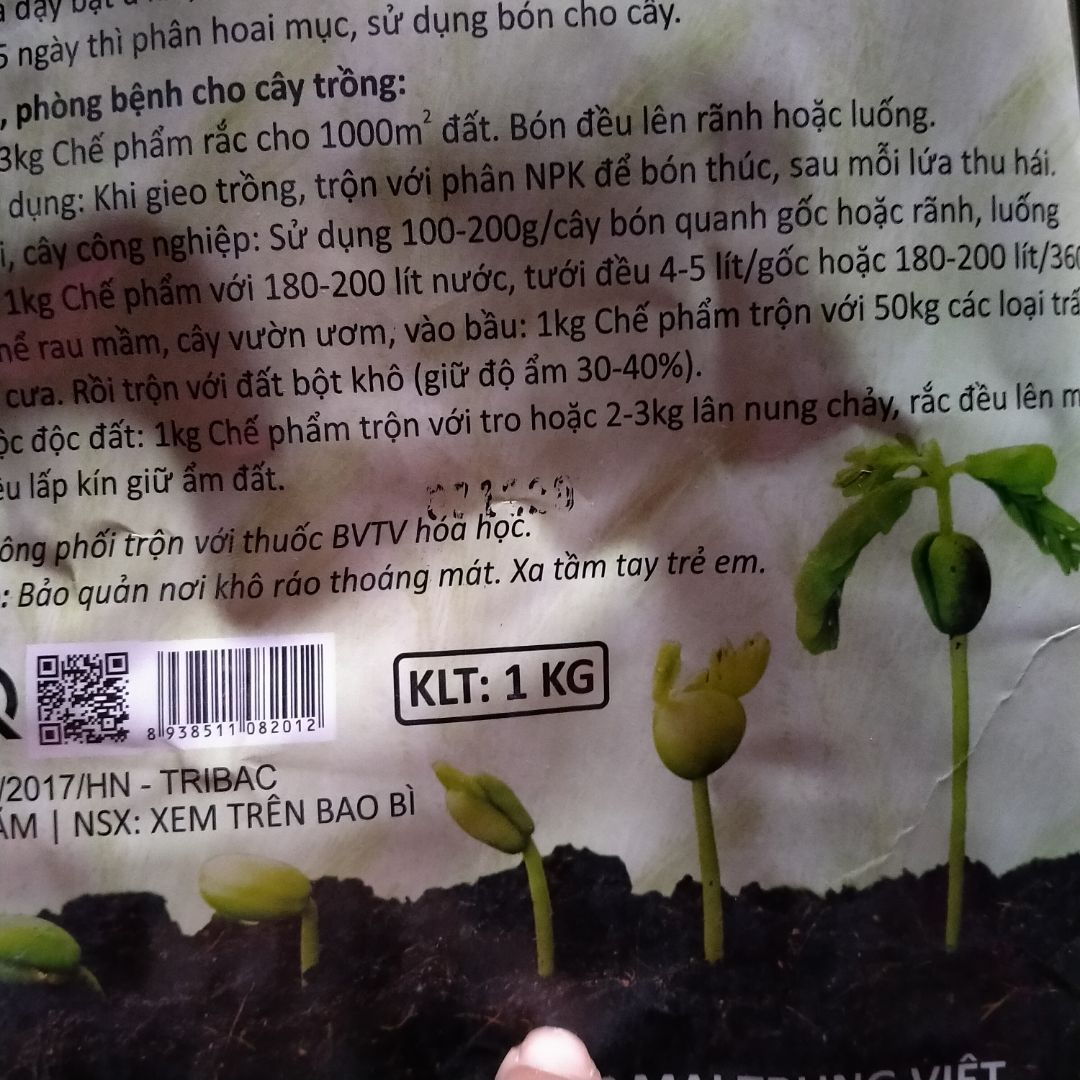 5 ngày thì phân hoai mục, sử dụng bón cho cây.
, phòng bệnh cho cây trồng:
3kg Chế phẩm rắc cho 1000m² đất. Bón đều lên rãnh hoặc luống.
dụng: Khi gieo trồng, trộn với phân NPK để bón thúc, sau mỗi lứa thu hái.
i, cây công nghiệp: Sử dụng 100-200g/cây bón quanh gốc hoặc rãnh, luống
1kg Chế phẩm với 180-200 lít nước, tưới đều 4-5 lít/gốc hoặc 180-200 lít/360
rau mầm, cây vườn ươm, vào bầu: 1kg Chế phẩm trộn với 50kg các loại
cưa. Rồi trộn với đất bột khô (giữ độ ẩm 30-40%).
độc đất: 1kg Chế phẩm trộn với tro hoặc 2-3kg lân nung chảy, rắc đều lên
lấp kín giữ ẩm đất.
phối trộn với thuốc BVTV hóa học.
: Bảo quản nơi khô ráo thoáng mát. Xa tầm tay trẻ em.
KLT: 1 KG
8 938511 082012
/2017/HN - TRIBAC
| NSX: XEM TRÊN BAO BÌ
VIỆT